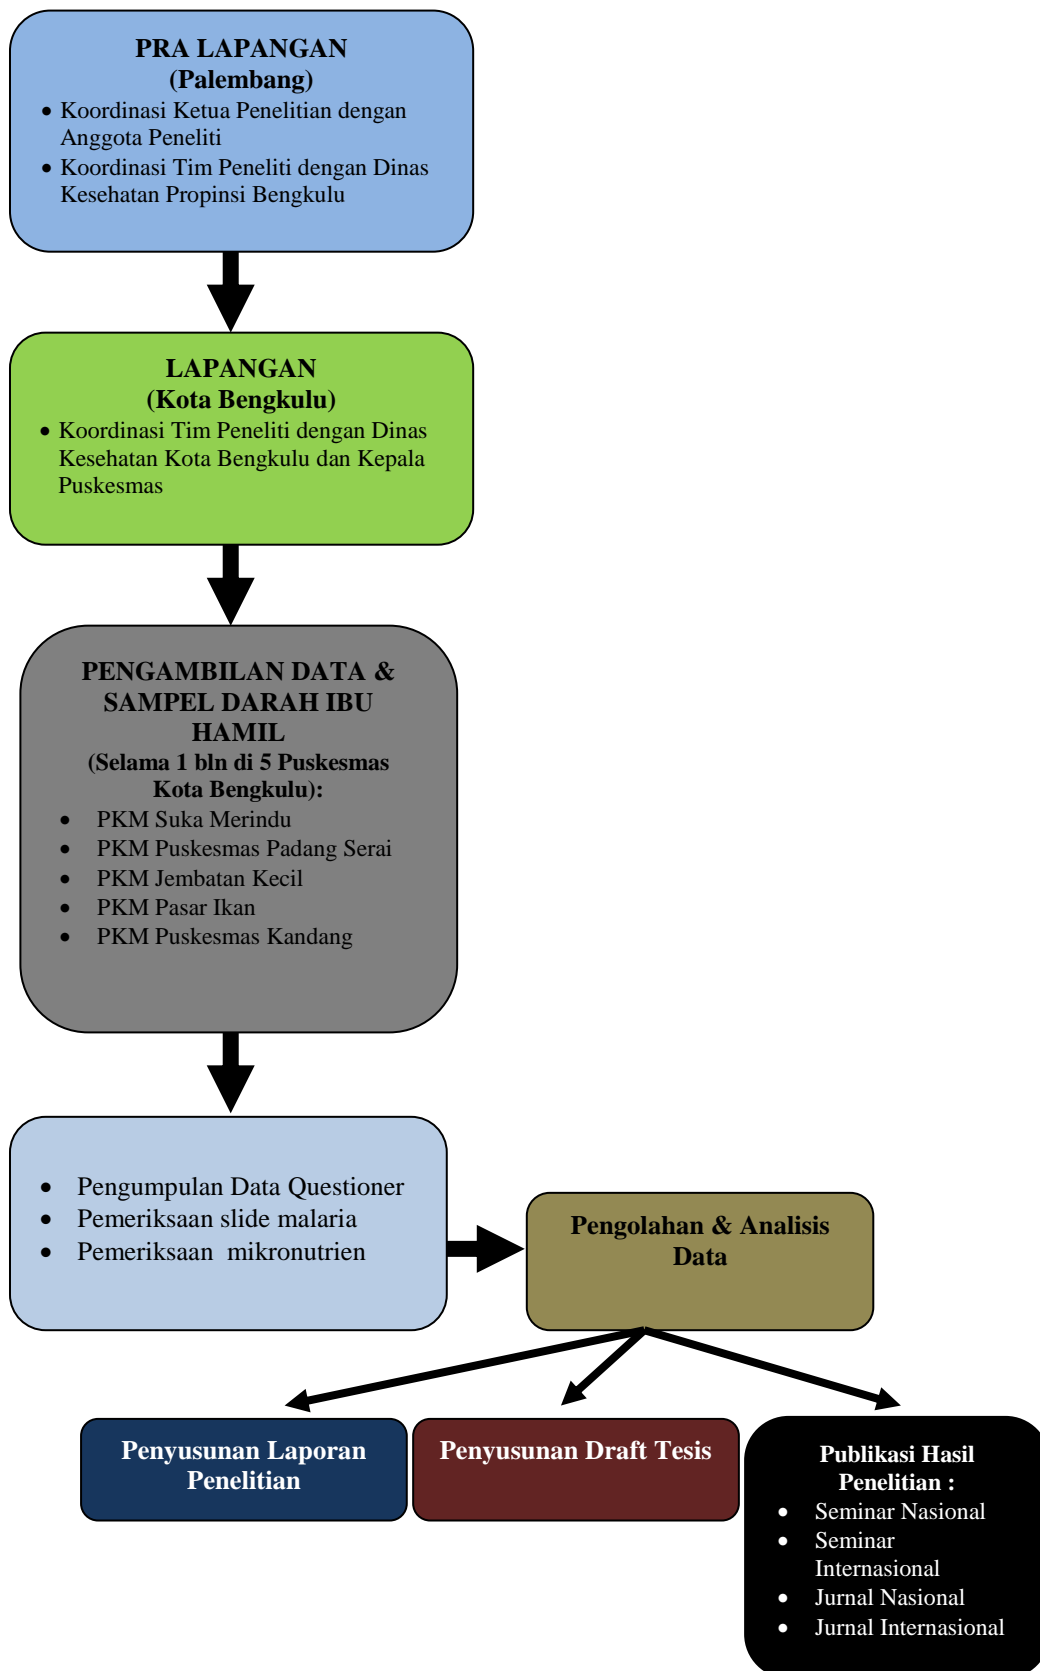 PRA LAPANGAN
(Palembang)
• Koordinasi Ketua Penelitian dengan
Anggota Peneliti
• Koordinasi Tim Peneliti dengan Dinas
Kesehatan Propinsi Bengkulu
LAPANGAN
(Kota Bengkulu)
• Koordinasi Tim Peneliti dengan Dinas
Kesehatan Kota Bengkulu dan Kepala
Puskesmas
PENGAMBILAN DATA &
SAMPEL DARAH IBU
HAMIL
(Selama 1 bln di 5 Puskesmas
Kota Bengkulu):
• PKM Suka Merindu
• PKM Puskesmas Padang Serai
• PKM Jembatan Kecil
• PKM Pasar Ikan
• PKM Puskesmas Kandang
• Pengumpulan Data Questioner
• Pemeriksaan slide malaria
• Pemeriksaan mikronutrien
Pengolahan & Analisis
Data
Penyusunan Laporan
Penelitian
Penyusunan Draft Tesis
Publikasi Hasil
Penelitian :
• Seminar Nasional
• Seminar
Internasional
• Jurnal Nasional
• Jurnal Internasional